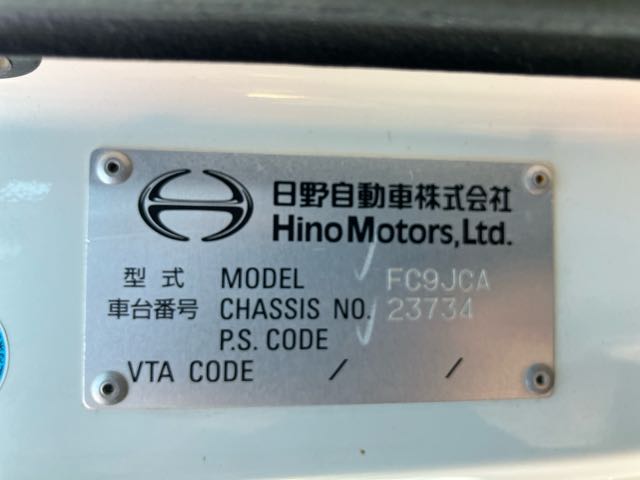 日野自動車株式会社
Hino Motors, Ltd.
型式 MODEL FC9JCA
車台番号 CHASSIS NO. 23734
P.S. CODE
VTA CODE / /